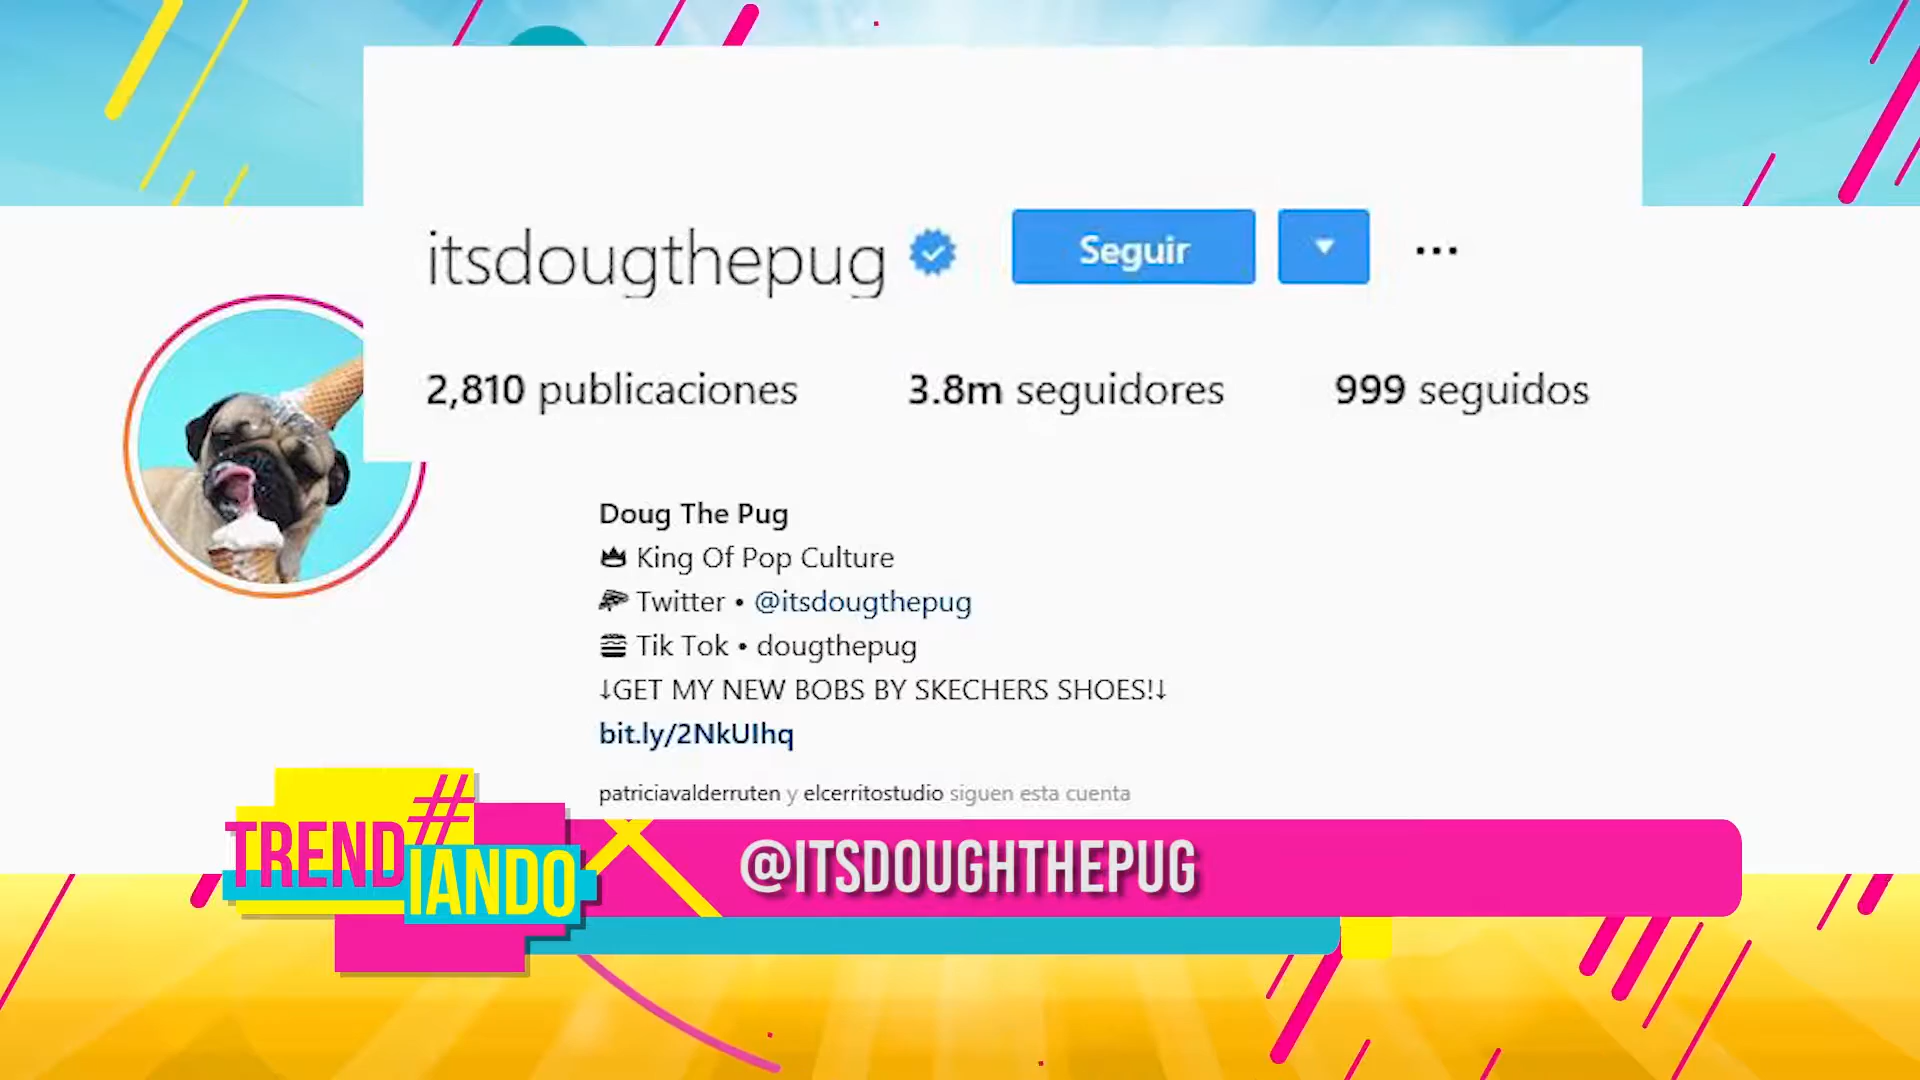 itsdougthepug
Seguir
2,810 publicaciones 3.8m seguidores 999 seguidos
Doug The Pug
King Of Pop Culture
Twitter • @itsdougthepug
Tik Tok • dougthepug
↓GET MY NEW BOBS BY SKECHERS SHOES!↓
bit.ly/2NkUIhq
patriciavalderruten y elcerritostudio siguen esta cuenta
#
TREND
IANDO
@ITSDOUGHTHEPUG